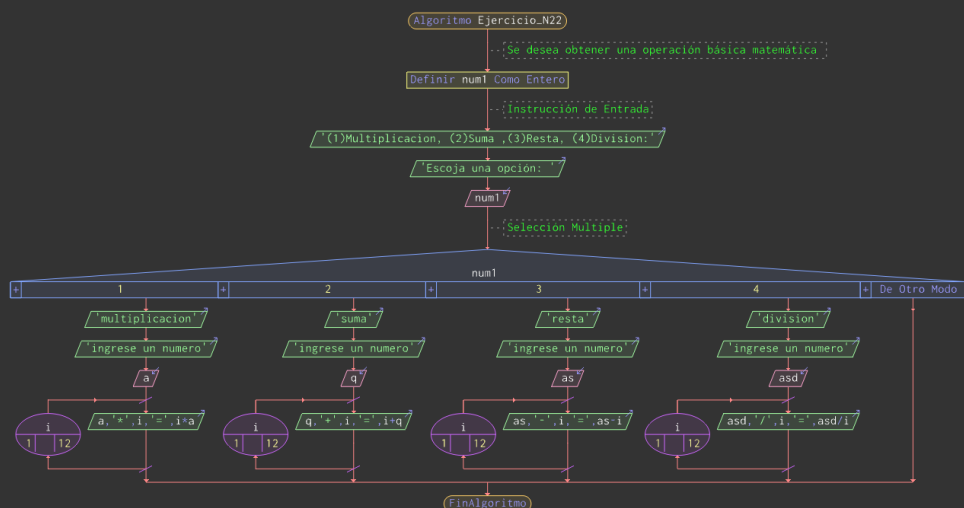 Algoritmo Ejercicio_N22
Se desea obtener una operación básica matemática
Definir num1 Como Entero
Instrucción de Entrada
'(1)Multiplicacion, (2)Suma ,(3)Resta, (4)Division:'
'Escoja una opción: '
num1
Selección Multiple
num1
+ 1 + 2 + 3 + 4 + De Otro Modo
'multiplicacion' 'suma' 'resta' 'division'
'ingrese un numero' 'ingrese un numero' 'ingrese un numero' 'ingrese un numero'
a q as asd
i a,'*',i,'=',i*a i q,'+',i,'=',i+q i as,'-',i,'=',as-i i asd,'/',i,'=',asd/i
1 12 1 12 1 12 1 12
FinAlgoritmo